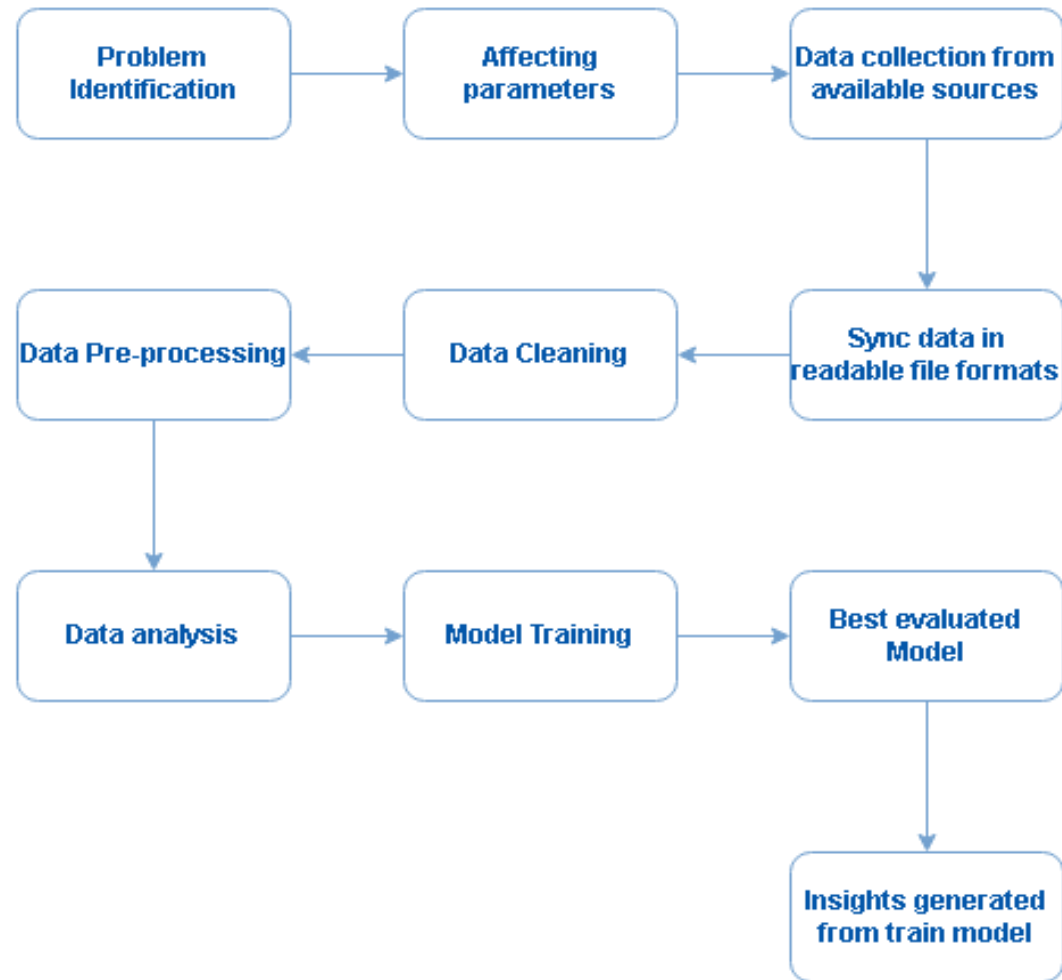 Problem
Identification
Affecting
parameters
Data collection from
available sources
Sync data in
readable file formats
Data Cleaning
Data Pre-processing
Data analysis
Model Training
Best evaluated
Model
Insights generated
from train model